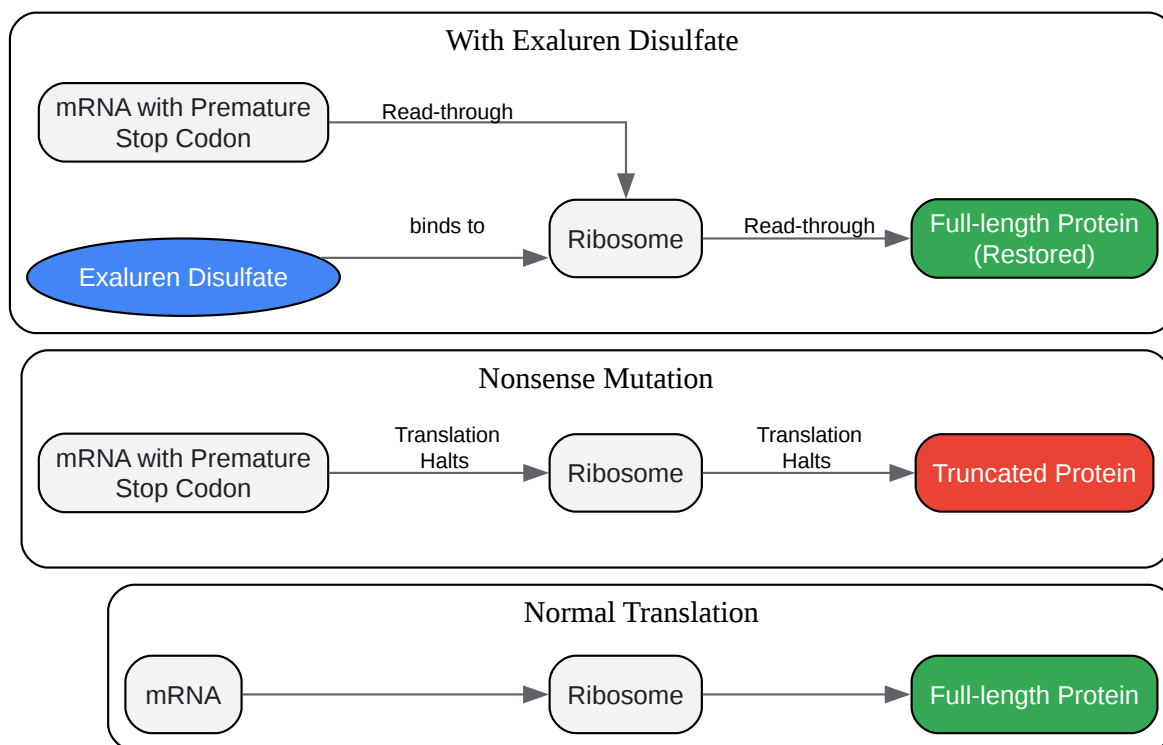 With Exaluren Disulfate
mRNA with Premature
Stop Codon
Read-through
Exaluren Disulfate
binds to
Ribosome
Read-through
Full-length Protein
(Restored)
Nonsense Mutation
mRNA with Premature
Stop Codon
Translation
Halts
Ribosome
Translation
Halts
Truncated Protein
Normal Translation
mRNA
Ribosome
Full-length Protein